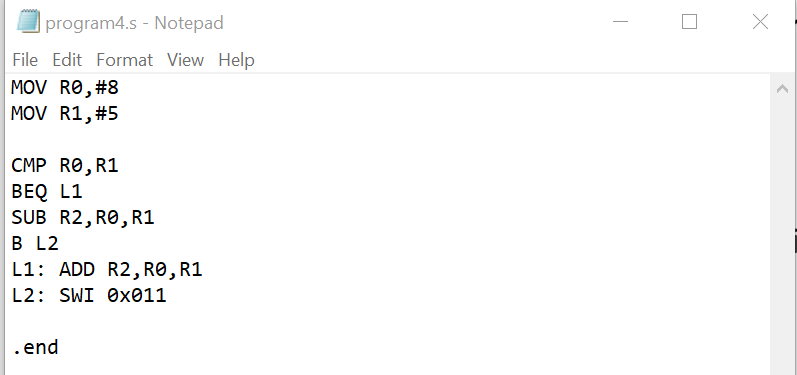 program4.s - Notepad
File Edit Format View Help
MOV R0,#8
MOV R1,#5
CMP R0,R1
BEQ L1
SUB R2,R0,R1
B L2
L1: ADD R2,R0,R1
L2: SWI 0x011
.end